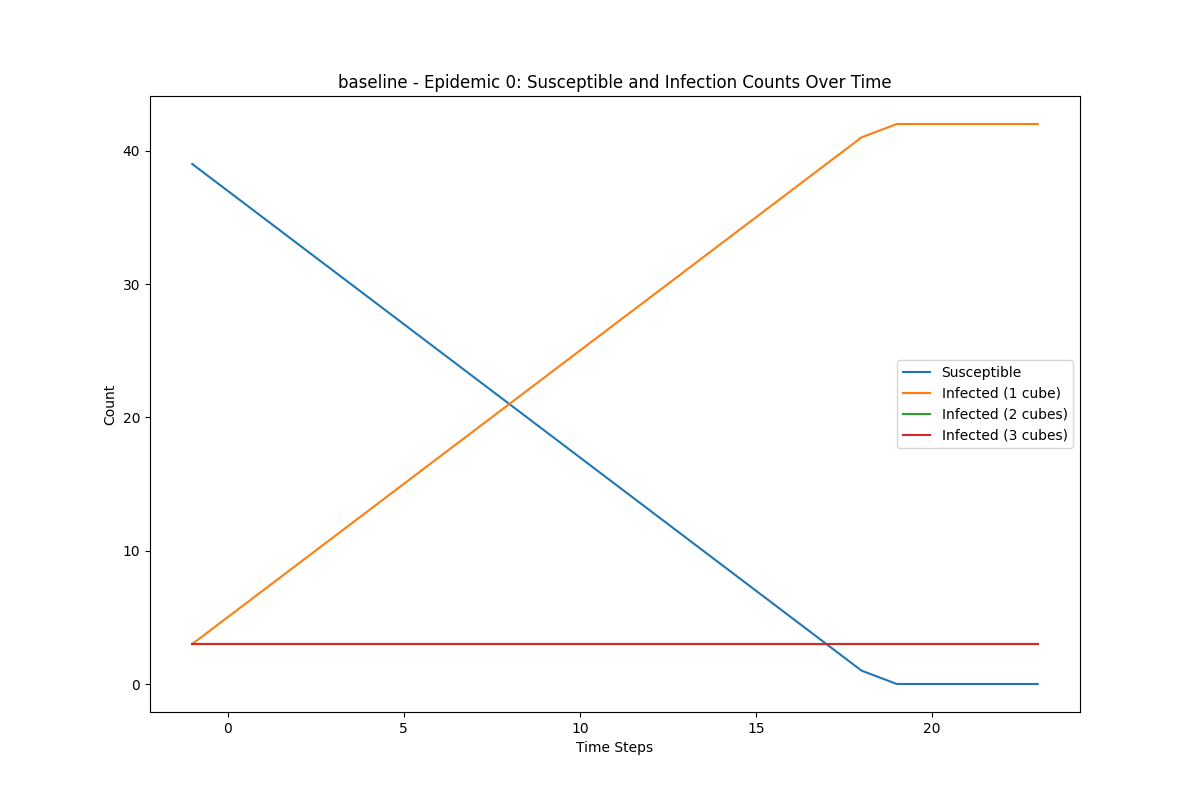 baseline - Epidemic 0: Susceptible and Infection Counts Over Time
Count
40
30
20
10
0
Susceptible
Infected (1 cube)
Infected (2 cubes)
Infected (3 cubes)
0 5 10 15 20
Time Steps